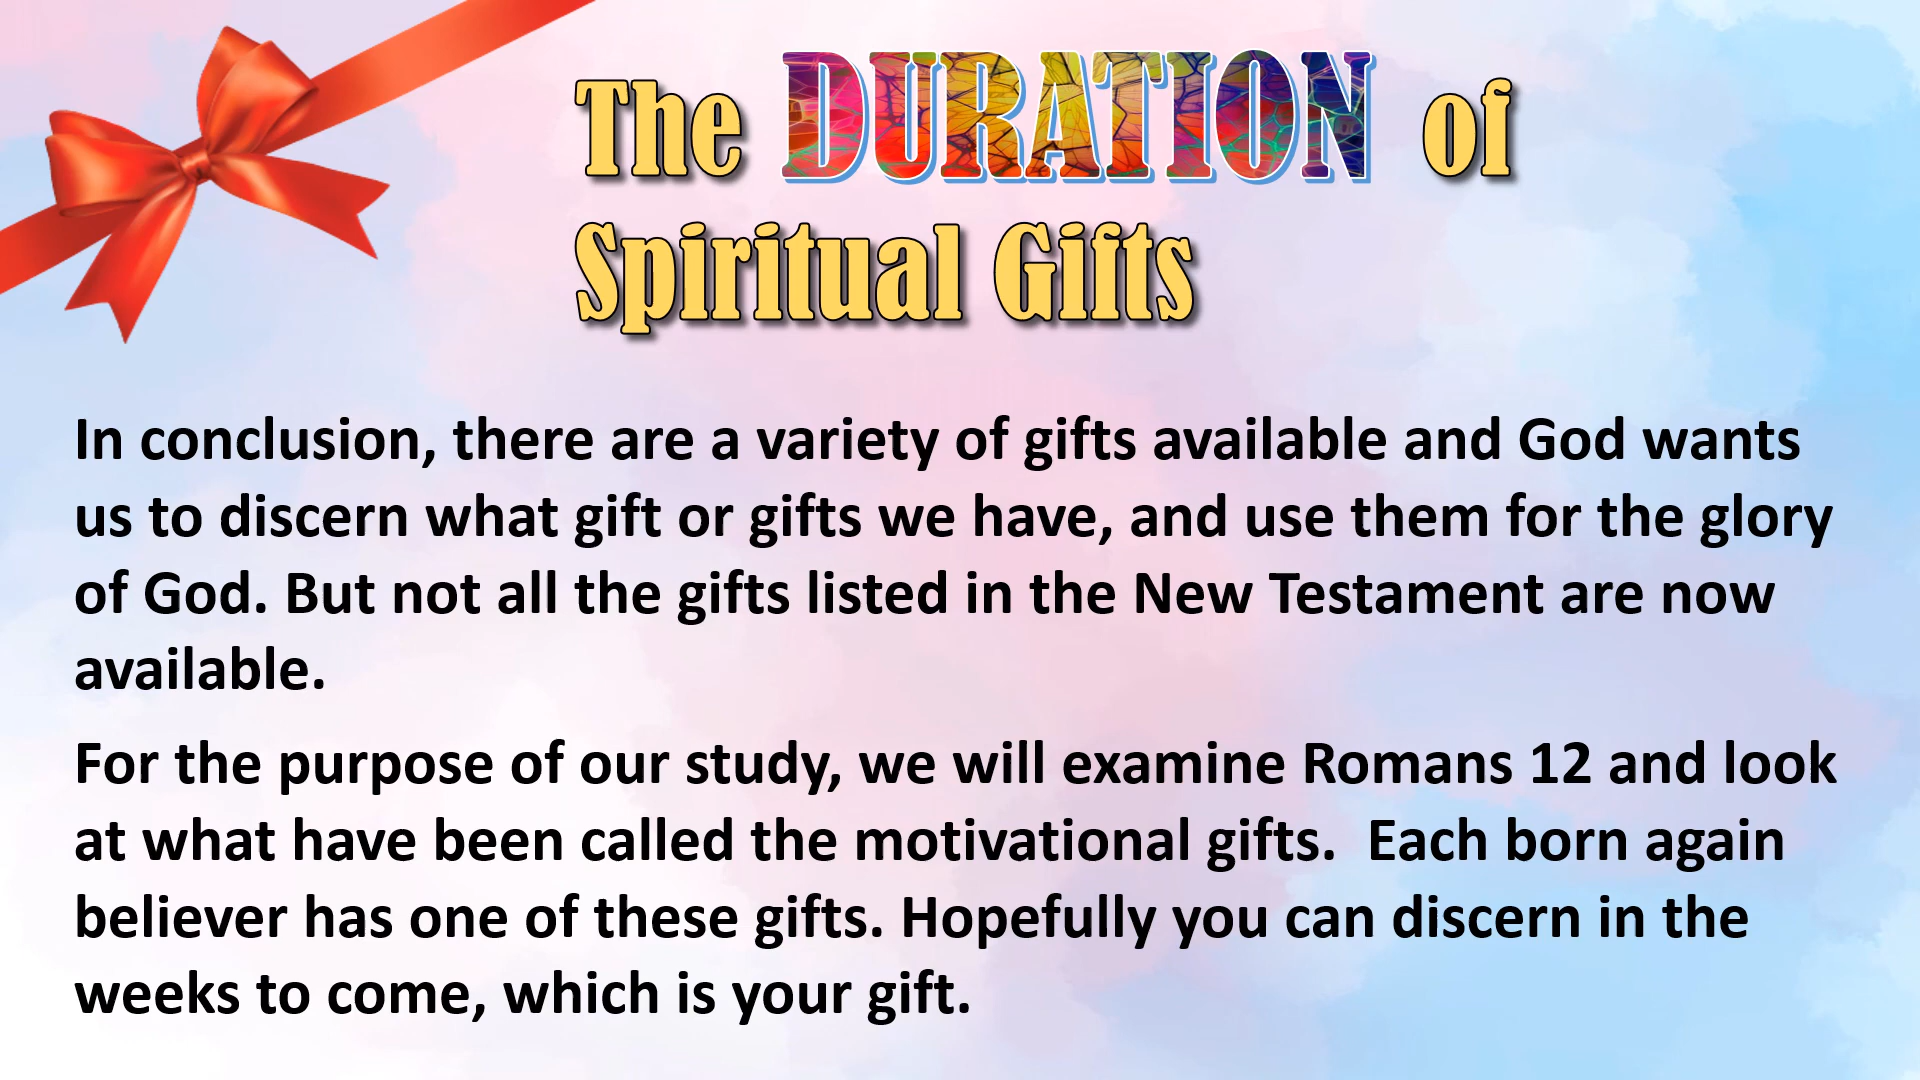 The DURATION of
Spiritual Gifts
In conclusion, there are a variety of gifts available and God wants
us to discern what gift or gifts we have, and use them for the glory
of God. But not all the gifts listed in the New Testament are now
available.
For the purpose of our study, we will examine Romans 12 and look
at what have been called the motivational gifts.  Each born again
believer has one of these gifts. Hopefully you can discern in the
weeks to come, which is your gift.